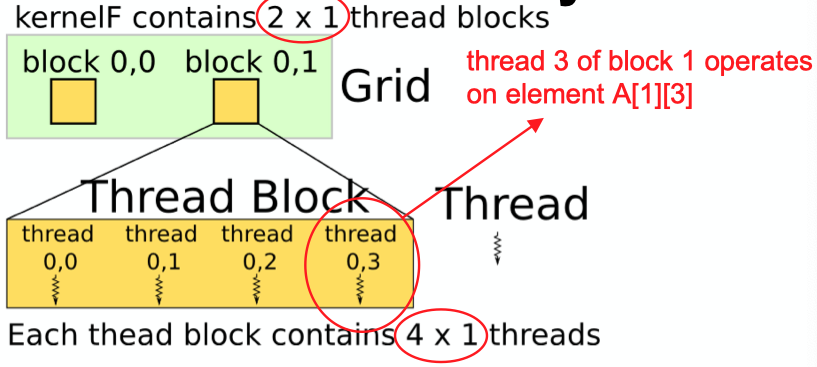 kernelF contains 2 x 1 thread blocks
block 0,0 block 0,1
Grid
thread 3 of block 1 operates
on element A[1][3]
Thread Block
Thread
thread thread thread thread
0,0 0,1 0,2 0,3
Each thead block contains 4 x 1 threads